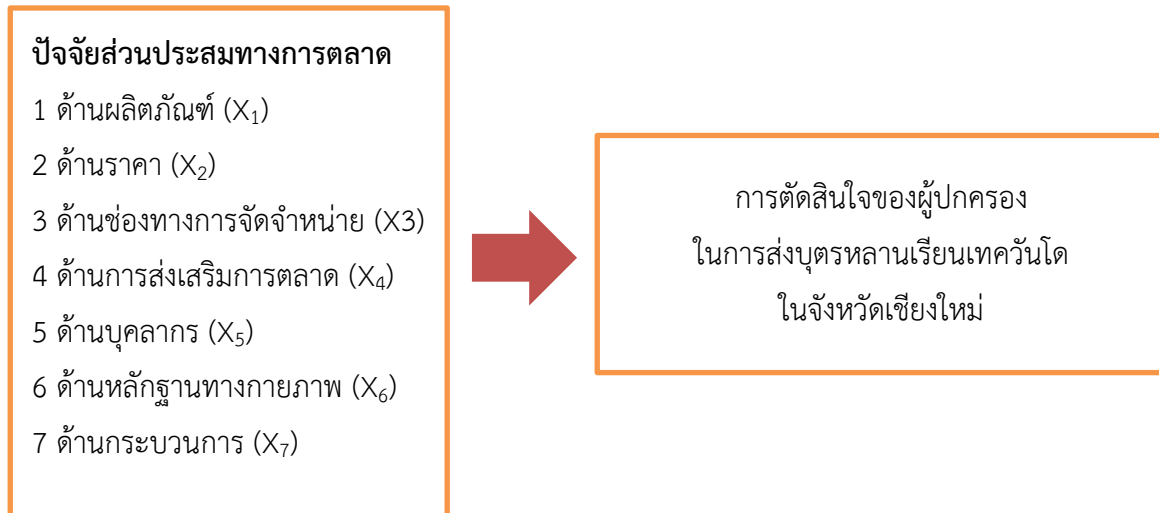 ปัจจัยส่วนประสมทางการตลาด
1 ด้านผลิตภัณฑ์ (X₁)
2 ด้านราคา (X₂)
3 ด้านช่องทางการจัดจำหน่าย (X3)
4 ด้านการส่งเสริมการตลาด (X₄)
5 ด้านบุคลากร (X₅)
6 ด้านหลักฐานทางกายภาพ (X₆)
7 ด้านกระบวนการ (X₇)
การตัดสินใจของผู้ปกครอง
ในการส่งบุตรหลานเรียนเทควันโด
ในจังหวัดเชียงใหม่